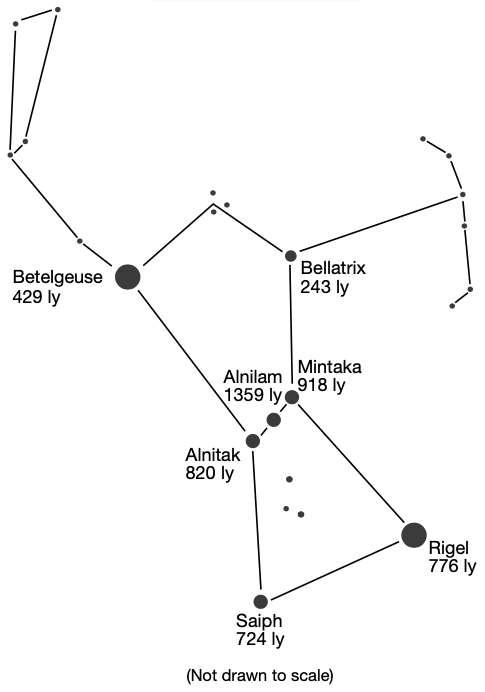 Betelgeuse
429 ly
Bellatrix
243 ly
Mintaka
918 ly
Alnilam
1359 ly
Alnitak
820 ly
Rigel
776 ly
Saiph
724 ly
(Not drawn to scale)